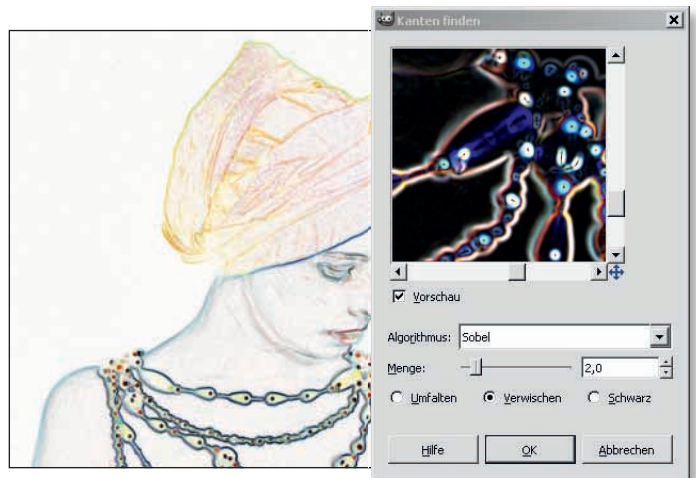 Kanten finden
Vorschau
Algorithmus: Sobel
Menge: 2,0
Umfalten Verwischen Schwarz
Hilfe OK Abbrechen